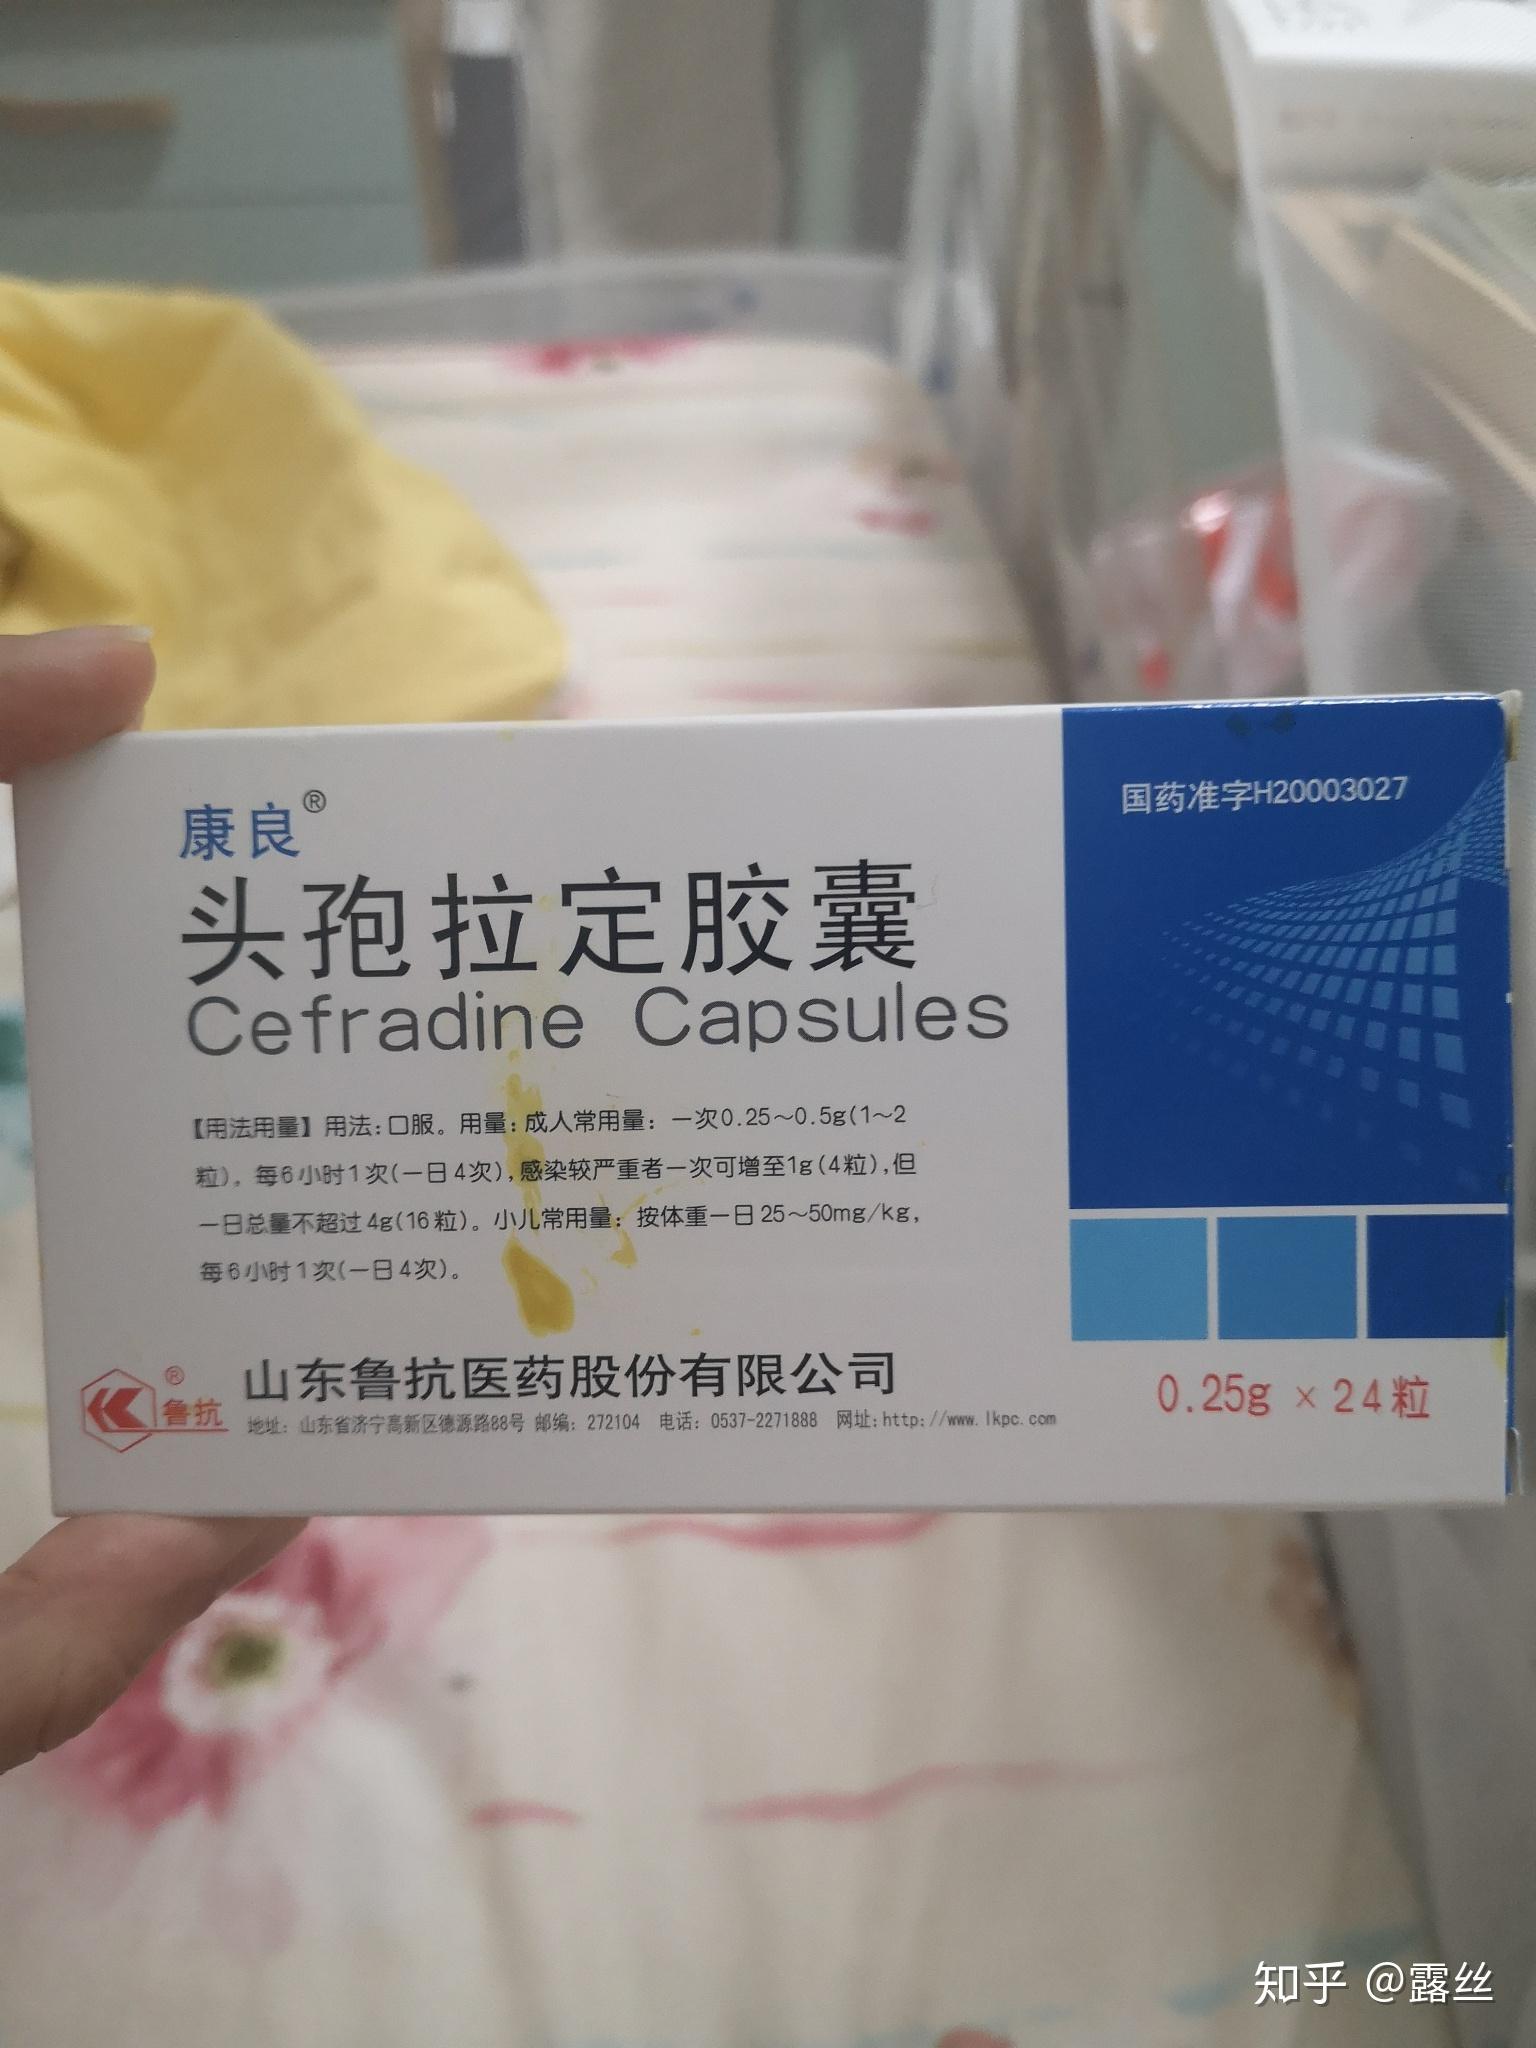 国药准字H20003027
康良®
头孢拉定胶囊
Cefradine Capsules
【用法用量】用法:口服。用量:成人常用量：一次0.25～0.5g(1～2
粒)，每6小时1次(一日4次),感染较严重者一次可增至1g(4粒),但
一日总量不超过4g(16粒)。小儿常用量：按体重一日25～50mg/kg，
每6小时1次(一日4次)。
®
鲁抗
山东鲁抗医药股份有限公司
地址：山东省济宁高新区德源路88号 邮编：272104 电话：0537-2271888 网址:http://www.lkpc.com
0.25g × 24粒
知乎 @露丝